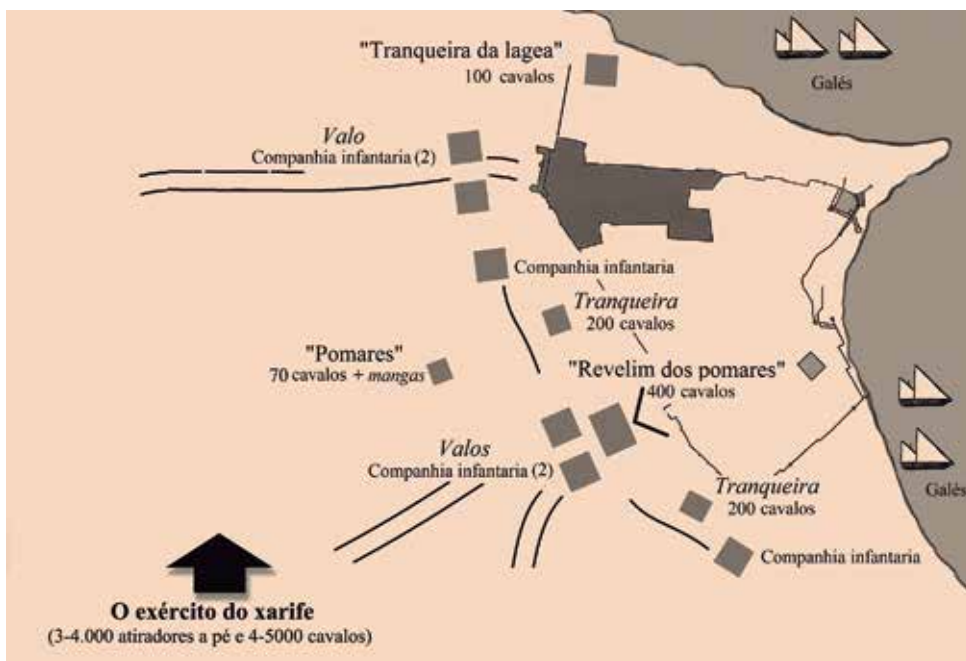 "Tranqueira da lagea"
100 cavalos
Galés
Valo
Companhia infantaria (2)
Companhia infantaria
Tranqueira
200 cavalos
"Pomares"
70 cavalos + mangas
"Revelim dos pomares"
400 cavalos
Valos
Companhia infantaria (2)
Tranqueira
200 cavalos
Galés
Companhia infantaria
O exército do xarife
(3-4.000 atiradores a pé e 4-5000 cavalos)